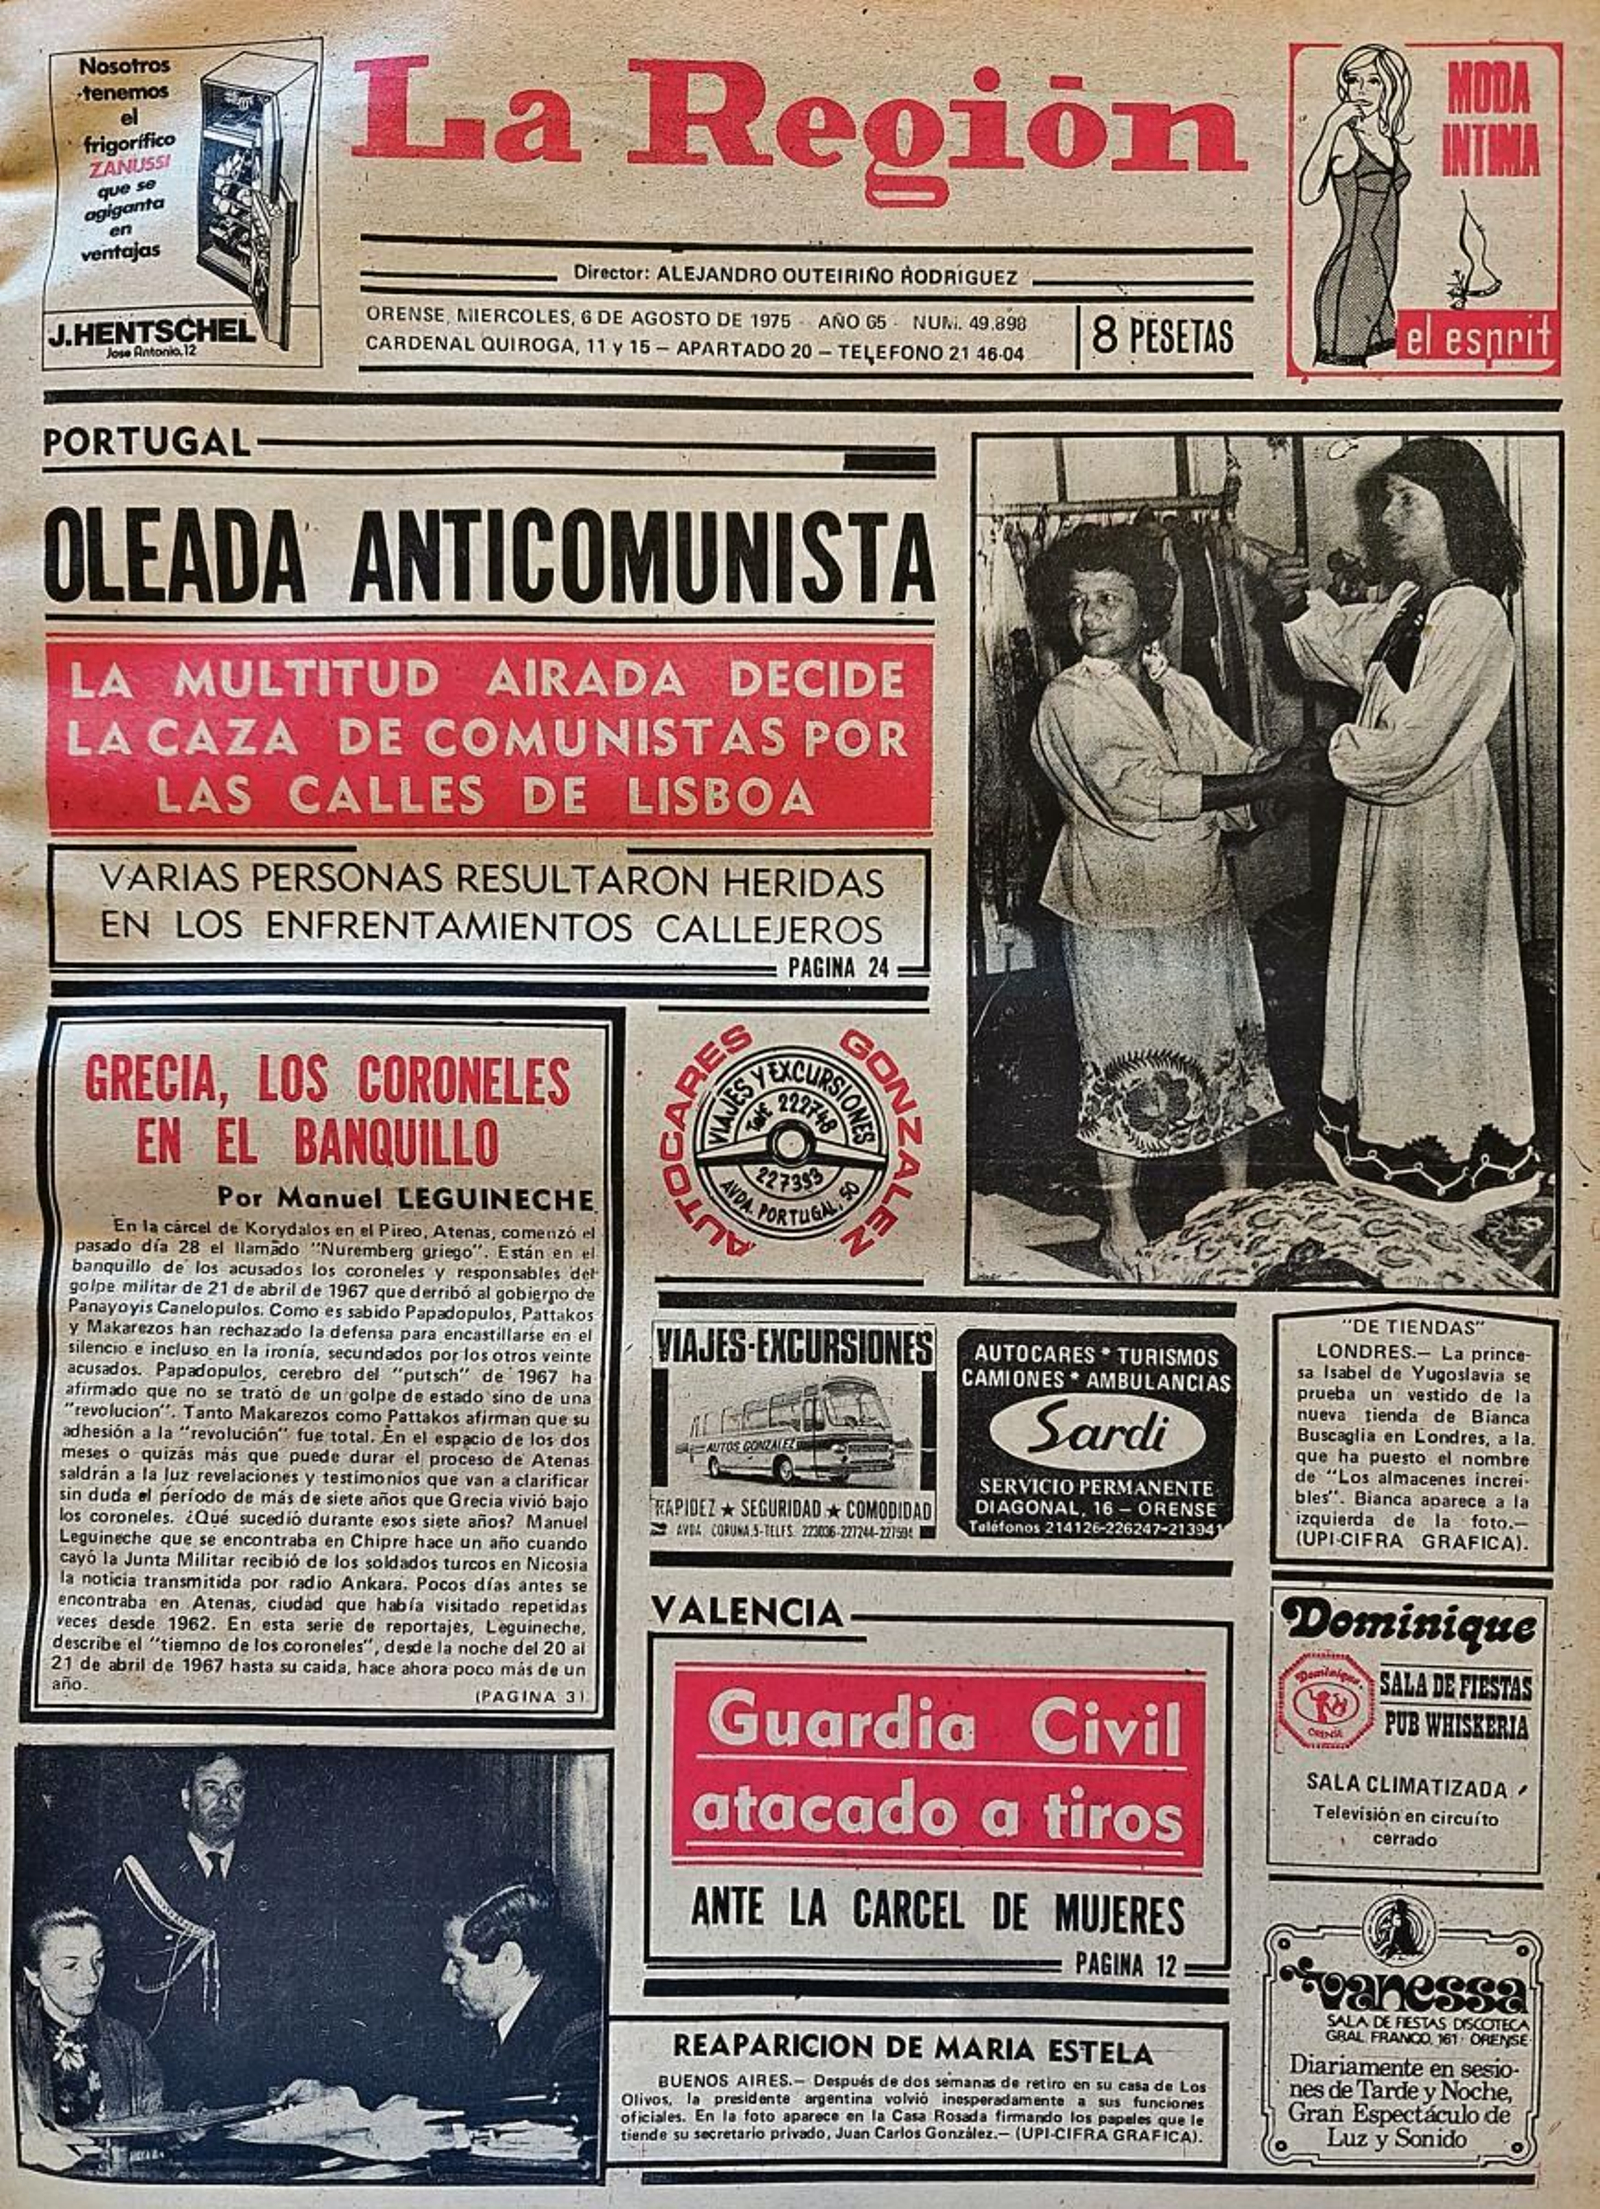 Nosotros
tenemos
el
frigorífico
ZANUSSI
que se
agiganta
en
ventajas
J.HENTSCHEL
Jose Antonio,12
La Región
MODA
INTIMA
el esprit
Director: ALEJANDRO OUTEIRIÑO RODRIGUEZ
ORENSE, MIERCOLES, 6 DE AGOSTO DE 1975 - AÑO 65 - NUM. 49.898
CARDENAL QUIROGA, 11 y 15 — APARTADO 20 — TELEFONO 21 46-04
8 PESETAS
PORTUGAL
OLEADA ANTICOMUNISTA
LA MULTITUD AIRADA DECIDE
LA CAZA DE COMUNISTAS POR
LAS CALLES DE LISBOA
VARIAS PERSONAS RESULTARON HERIDAS
EN LOS ENFRENTAMIENTOS CALLEJEROS
PAGINA 24
GRECIA, LOS CORONELES
EN EL BANQUILLO
Por Manuel LEGUINECHE
En la cárcel de Korydalos en el Pireo, Atenas, comenzó el
pasado día 28 el llamado "Nuremberg griego". Están en el
banquillo de los acusados los coroneles y responsables del
golpe militar de 21 de abril de 1967 que derribó al gobierno de
Panayoyis Canelopulos. Como es sabido Papadopulos, Pattakos
y Makarezos han rechazado la defensa para encastillarse en el
silencio e incluso en la ironía, secundados por los otros veinte
acusados. Papadopulos, cerebro del "putsch" de 1967 ha
afirmado que no se trató de un golpe de estado sino de una
"revolucion". Tanto Makarezos como Pattakos afirman que su
adhesión a la "revolución" fue total. En el espacio de los dos
meses o quizás más que puede durar el proceso de Atenas
saldrán a la luz revelaciones y testimonios que van a clarificar
sin duda el período de más de siete años que Grecia vivió bajo
los coroneles. ¿Qué sucedió durante esos siete años? Manuel
Leguineche que se encontraba en Chipre hace un año cuando
cayó la Junta Militar recibió de los soldados turcos en Nicosia
la noticia transmitida por radio Ankara. Pocos días antes se
encontraba en Atenas, ciudad que había visitado repetidas
veces desde 1962. En esta serie de reportajes, Leguineche,
describe el "tiemno de los coroneles", desde la noche del 20 al
21 de abril de 1967 hasta su caida, hace ahora poco más de un
año.
(PAGINA 3)
AUTOCARES GONZALEZ
VIAJES Y EXCURSIONES
Telf. 222748
227393
AVDA. PORTUGAL, 50
VIAJES-EXCURSIONES
AUTOS GONZALEZ
RAPIDEZ ★ SEGURIDAD ★ COMODIDAD
AVDA. CORUÑA,5-TELFS. 223036-227244-227594
AUTOCARES * TURISMOS
CAMIONES * AMBULANCIAS
Sardi
SERVICIO PERMANENTE
DIAGONAL, 16 — ORENSE
Teléfonos 214126-226247-213941
"DE TIENDAS"
LONDRES.— La prince-
sa Isabel de Yugoslavia se
prueba un vestido de la
nueva tienda de Bianca
Buscaglia en Londres, a la
que ha puesto el nombre
de "Los almacenes increí-
bles". Bianca aparece a la
izquierda de la foto.—
(UPI-CIFRA GRAFICA).
VALENCIA
Guardia Civil
atacado a tiros
ANTE LA CARCEL DE MUJERES
PAGINA 12
Dominique
Dominique
ORENSE
SALA DE FIESTAS
PUB WHISKERIA
SALA CLIMATIZADA
Televisión en circuíto
cerrado
vanessa
SALA DE FIESTAS DISCOTECA
GRAL. FRANCO, 161 · ORENSE
Diariamente en sesio-
nes de Tarde y Noche,
Gran Espectáculo de
Luz y Sonido
REAPARICION DE MARIA ESTELA
BUENOS AIRES.— Después de dos semanas de retiro en su casa de Los
Olivos, la presidente argentina volvió inesperadamente a sus funciones
oficiales. En la foto aparece en la Casa Rosada firmando los papeles que le
tiende su secretario privado, Juan Carlos González.— (UPI-CIFRA GRAFICA).